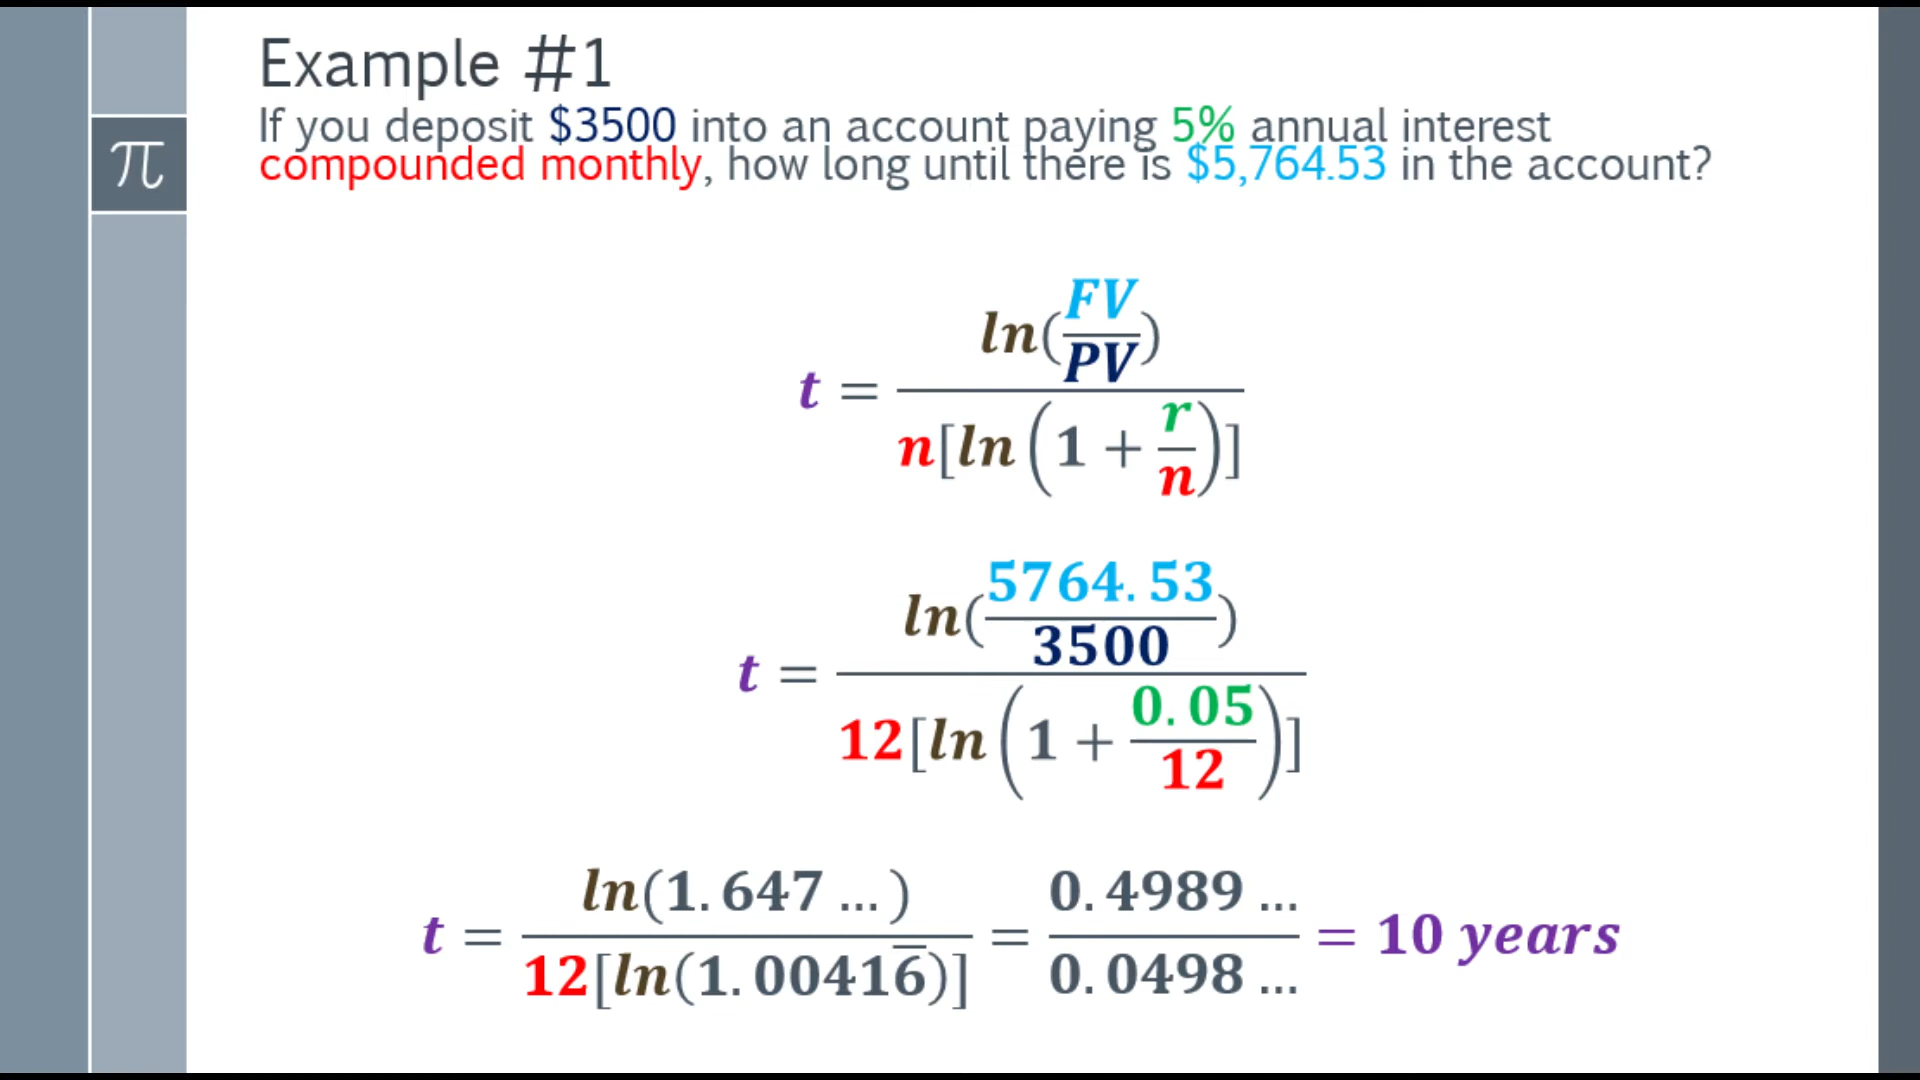 Example #1
If you deposit $3500 into an account paying 5% annual interest
compounded monthly, how long until there is $5,764.53 in the account?
π
t = ln(FV/PV) / n[ln(1 + r/n)]
t = ln(5764.53/3500) / 12[ln(1 + 0.05/12)]
t = ln(1.647...) / 12[ln(1.00416̅)] = 0.4989... / 0.0498... = 10 years